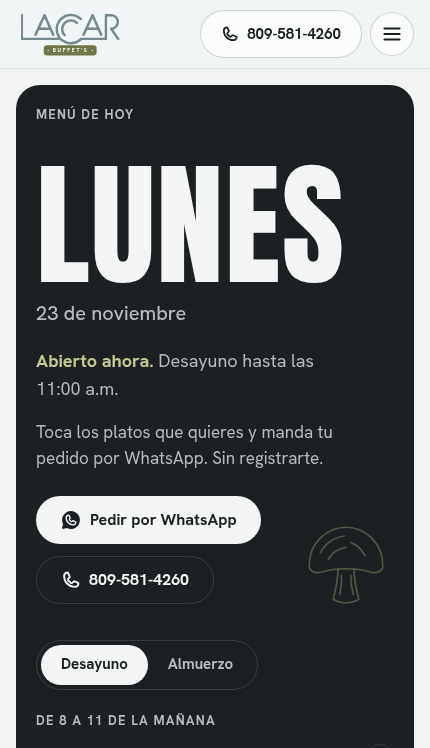 LACAR
• BUFFET'S •
809-581-4260
MENÚ DE HOY
LUNES
23 de noviembre
Abierto ahora. Desayuno hasta las
11:00 a.m.
Toca los platos que quieres y manda tu
pedido por WhatsApp. Sin registrarte.
Pedir por WhatsApp
809-581-4260
Desayuno Almuerzo
DE 8 A 11 DE LA MAÑANA